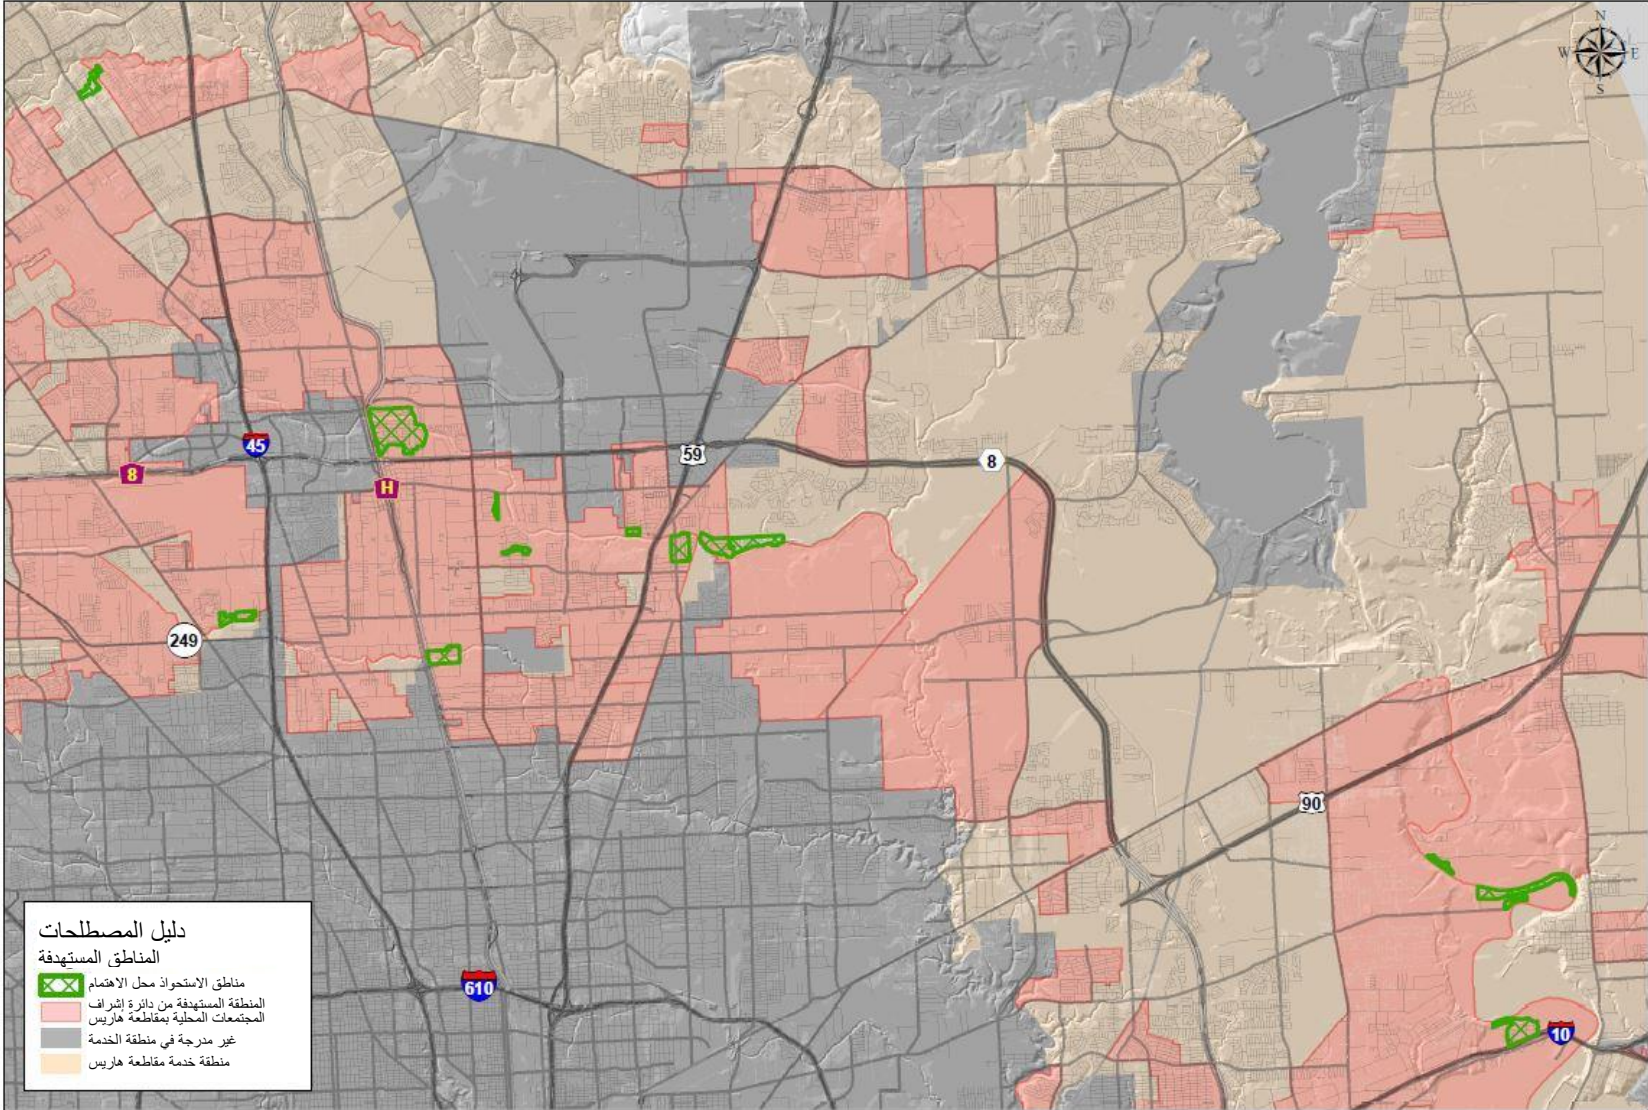 N
W E
S
45
8
H
59
8
249
90
610
10
دليل المصطلحات
المناطق المستهدفة
مناطق الاستحواذ محل الاهتمام
المنطقة المستهدفة من دائرة إشراف
المجتمعات المحلية بمقاطعة هاريس
غير مدرجة في منطقة الخدمة
منطقة خدمة مقاطعة هاريس